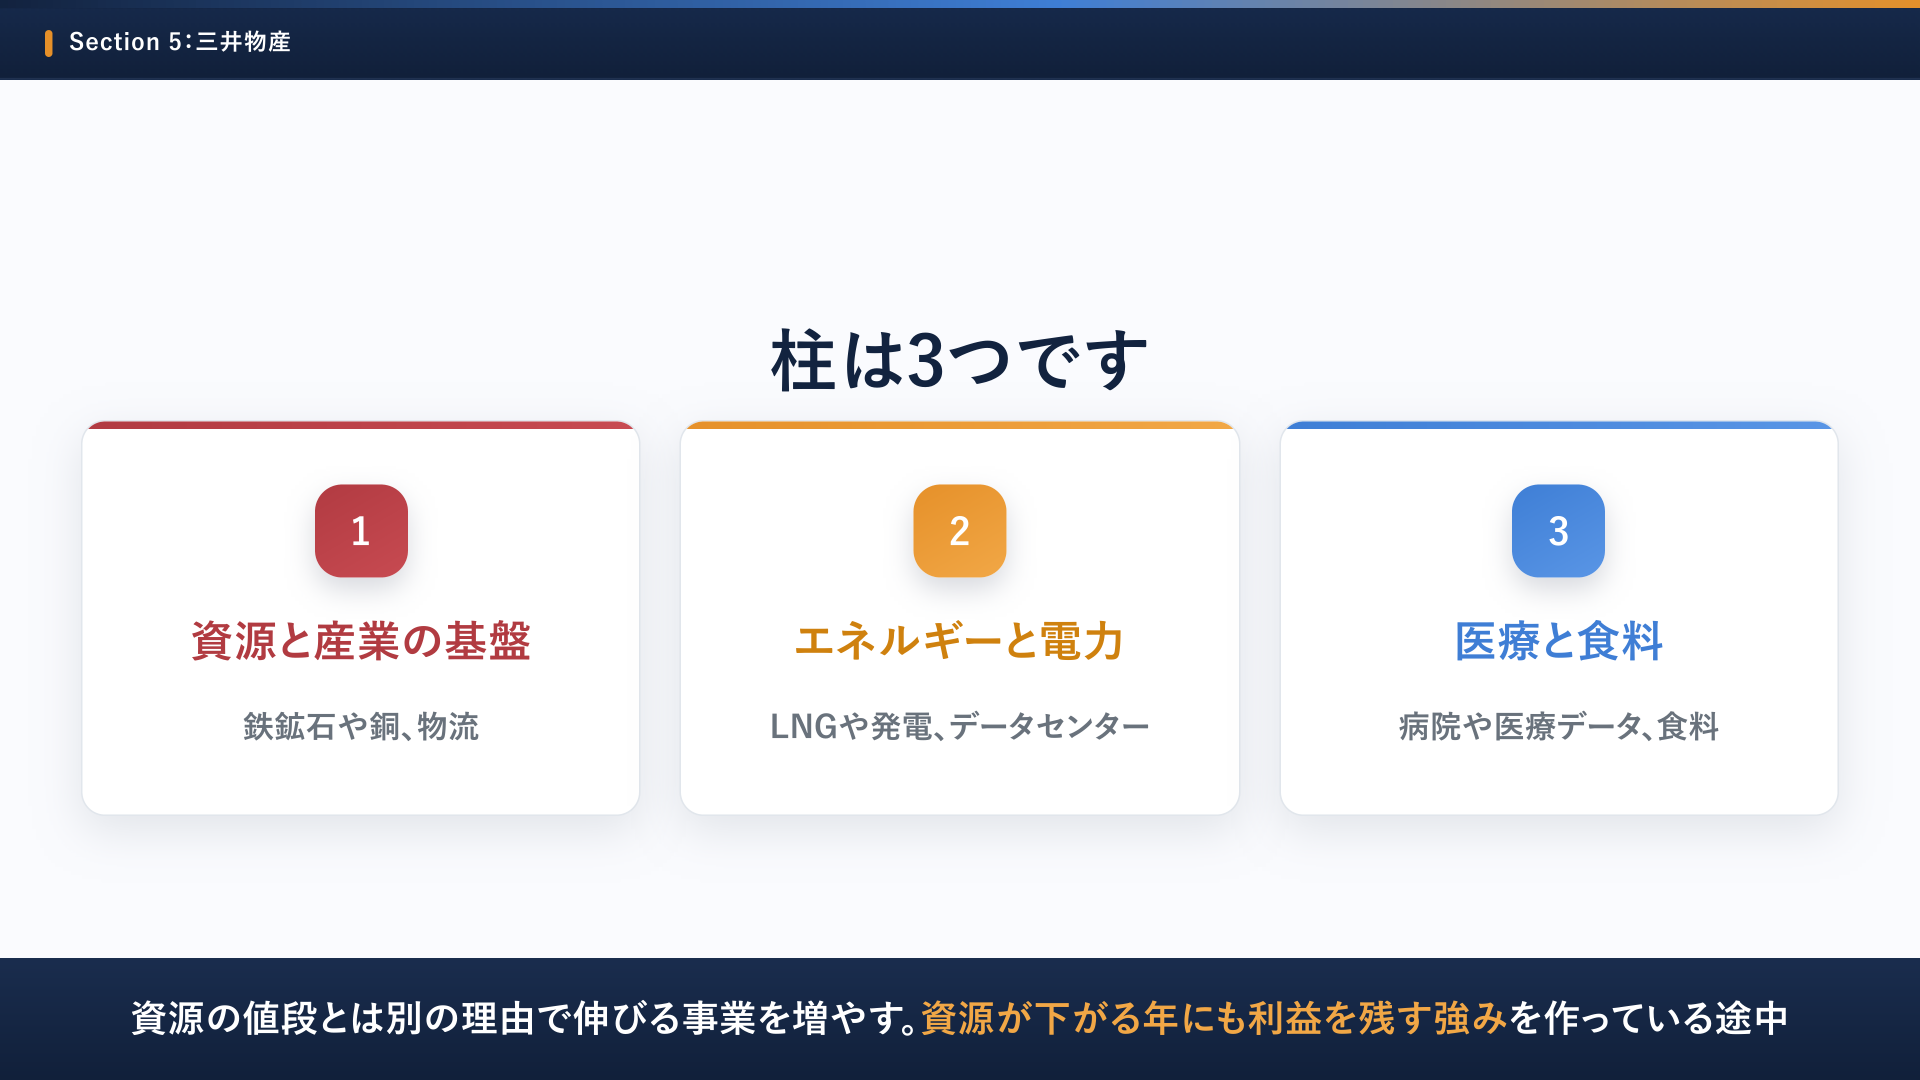 Section 5：三井物産
柱は3つです
1
資源と産業の基盤
鉄鉱石や銅、物流
2
エネルギーと電力
LNGや発電、データセンター
3
医療と食料
病院や医療データ、食料
資源の値段とは別の理由で伸びる事業を増やす。資源が下がる年にも利益を残す強みを作っている途中